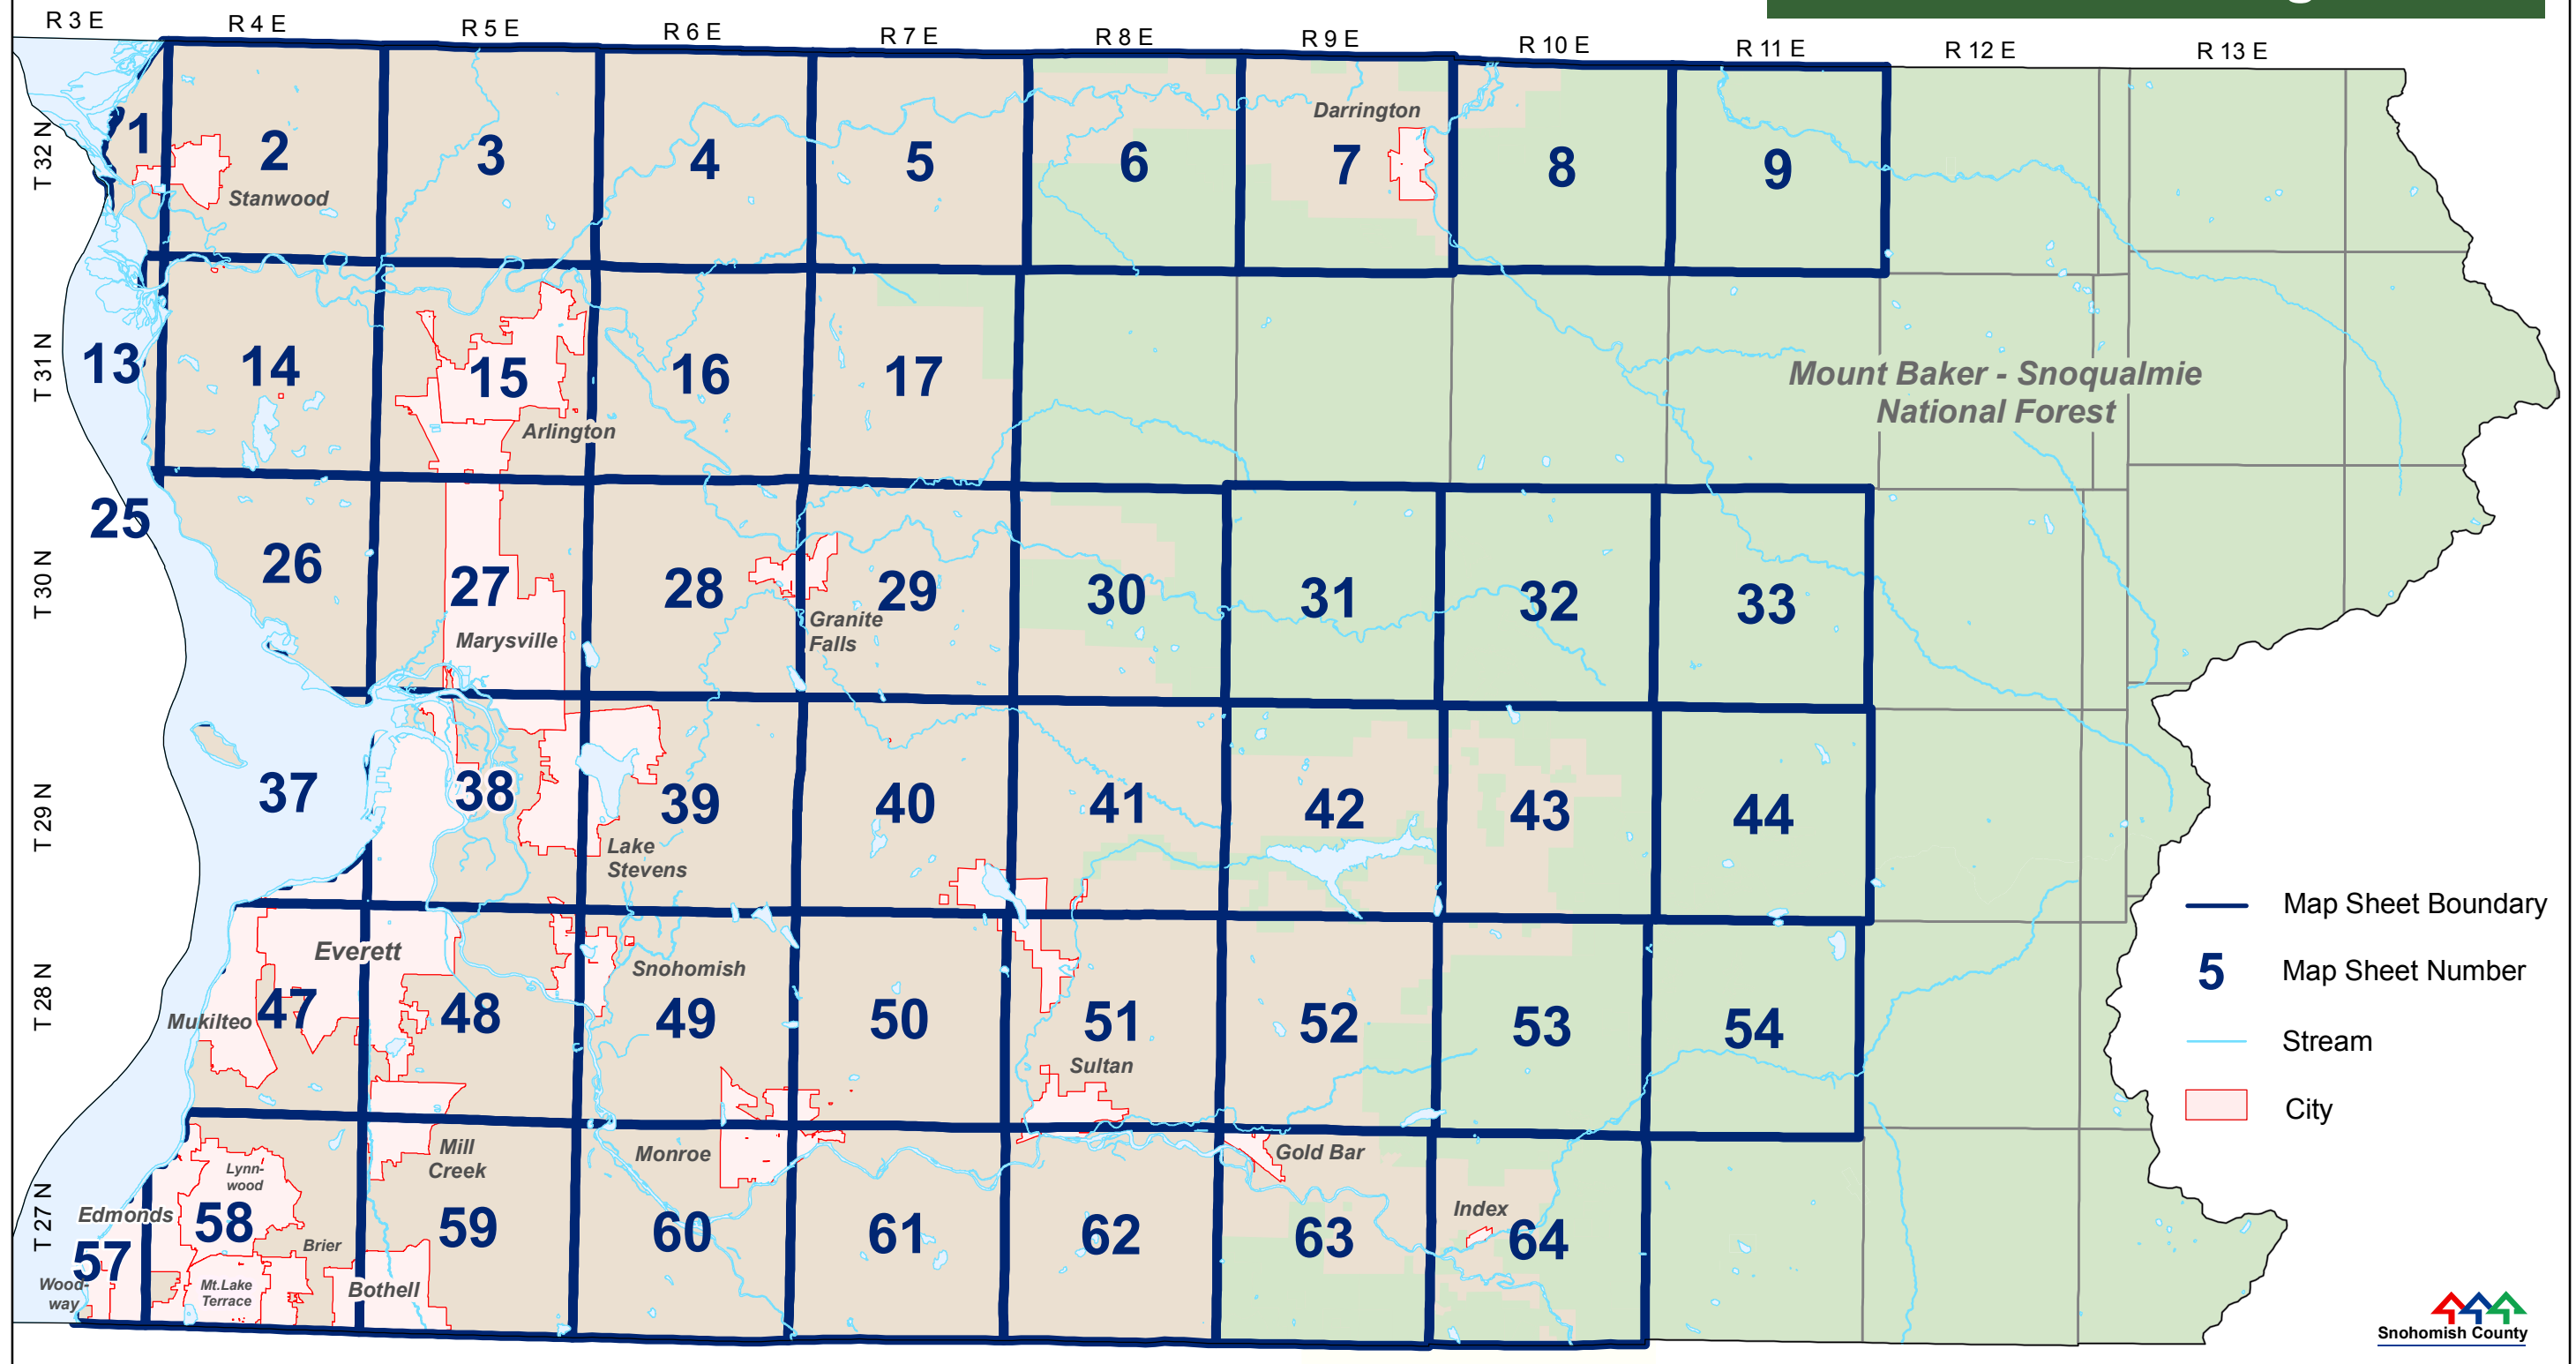 R 3 E
R 4 E
R 5 E
R 6 E
R 7 E
R 8 E
R 9 E
R 10 E
R 11 E
R 12 E
R 13 E
T 32 N
1
2
3
4
5
6
7
8
9
Stanwood
Darrington
T 31 N
13
14
15
16
17
Arlington
Mount Baker - Snoqualmie
National Forest
T 30 N
25
26
27
28
29
30
31
32
33
Marysville
Granite
Falls
T 29 N
37
38
39
40
41
42
43
44
Lake
Stevens
T 28 N
Everett
Mukilteo
47
48
Snohomish
49
50
51
52
53
54
Sultan
T 27 N
Mill
Creek
Monroe
Gold Bar
Lynn-
wood
Edmonds
57
58
59
60
61
62
63
64
Index
Brier
Wood-
way
Mt.Lake
Terrace
Bothell
Map Sheet Boundary
5
Map Sheet Number
Stream
City
Snohomish County